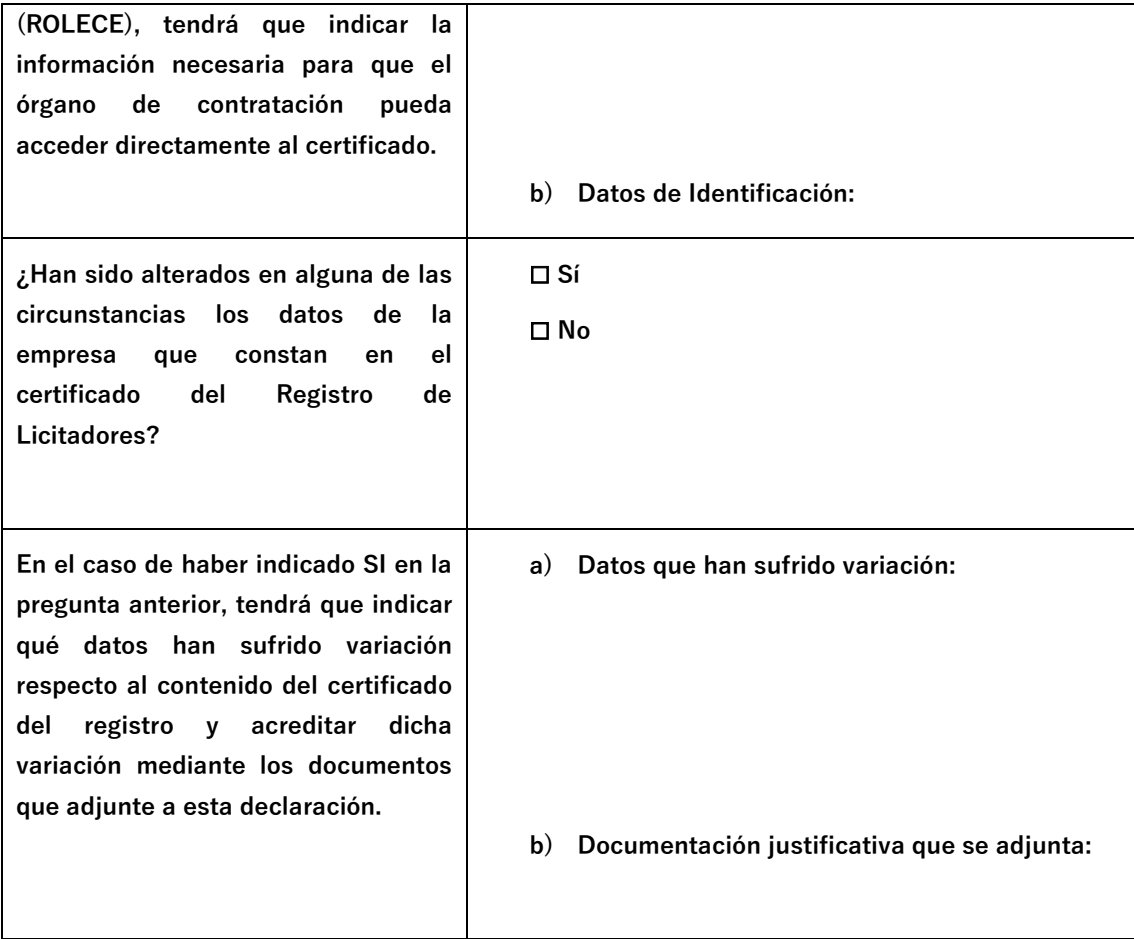 (ROLECE), tendrá que indicar la
información necesaria para que el
órgano de contratación pueda
acceder directamente al certificado.
b) Datos de Identificación:
¿Han sido alterados en alguna de las
circunstancias los datos de la
empresa que constan en el
certificado del Registro de
Licitadores?
☐ Sí
☐ No
En el caso de haber indicado SI en la
pregunta anterior, tendrá que indicar
qué datos han sufrido variación
respecto al contenido del certificado
del registro y acreditar dicha
variación mediante los documentos
que adjunte a esta declaración.
a) Datos que han sufrido variación:
b) Documentación justificativa que se adjunta: